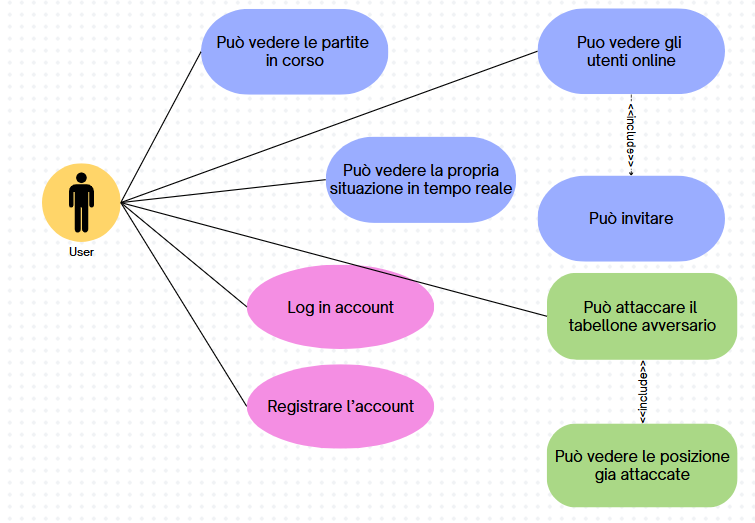 Può vedere le partite
in corso
Puo vedere gli
utenti online
<<include>>
Può vedere la propria
situazione in tempo reale
Può invitare
User
Log in account
Può attaccare il
tabellone avversario
<<include>>
Registrare l'account
Può vedere le posizione
gia attaccate